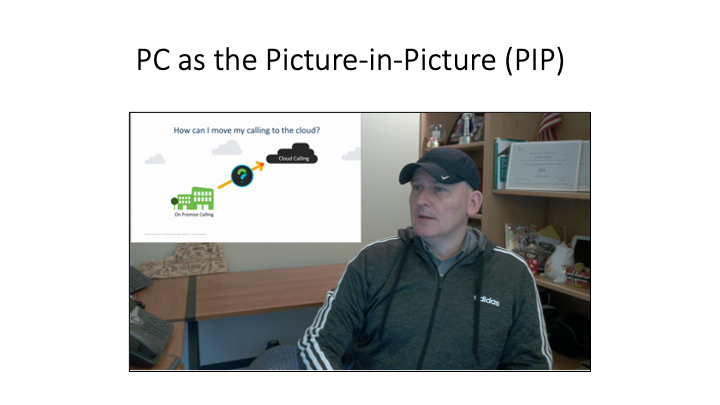 PC as the Picture-in-Picture (PIP)
How can I move my calling to the cloud?
Cloud Calling
?
On Premise Calling
adidas